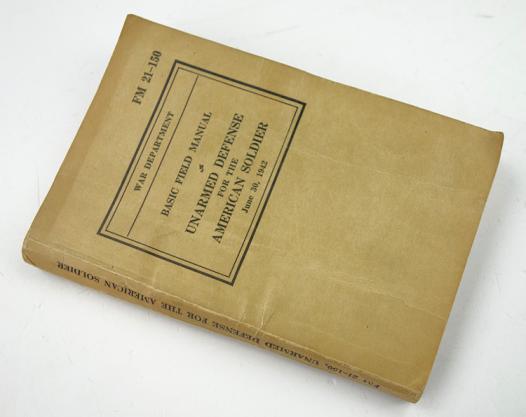 FM 21-150
WAR DEPARTMENT
BASIC FIELD MANUAL
UNARMED DEFENSE
FOR THE
AMERICAN SOLDIER
June 30, 1942
FM 21-150, UNARMED DEFENSE FOR THE AMERICAN SOLDIER